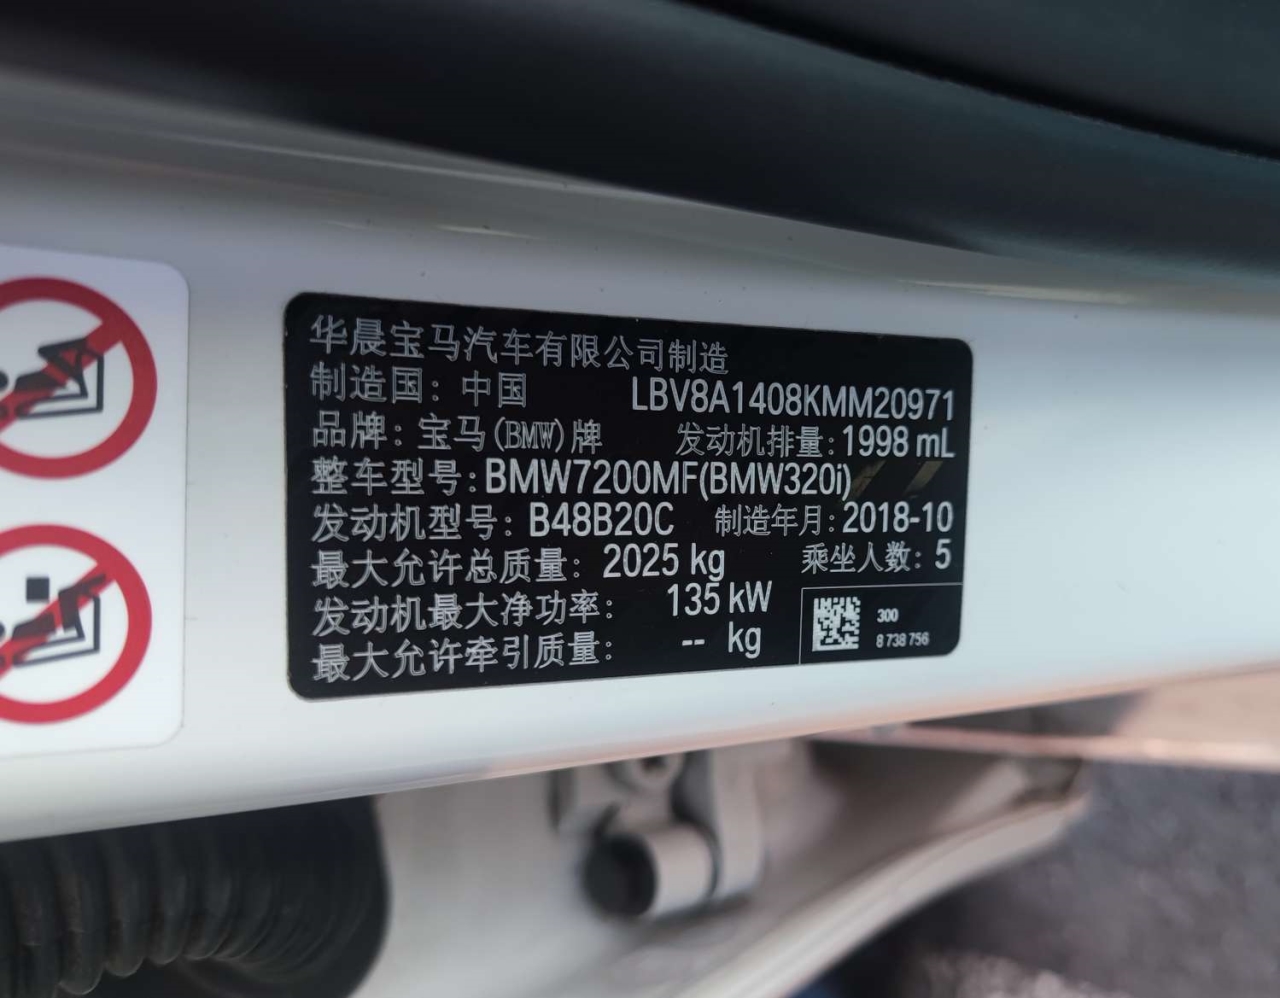 华晨宝马汽车有限公司制造
制造国：中国 LBV8A1408KMM20971
品牌：宝马(BMW)牌 发动机排量:1998 mL
整车型号:BMW7200MF(BMW320i)
发动机型号：B48B20C 制造年月:2018-10
最大允许总质量：2025 kg 乘坐人数：5
发动机最大净功率：135 kW
最大允许牵引质量：-- kg
300
8 738 756